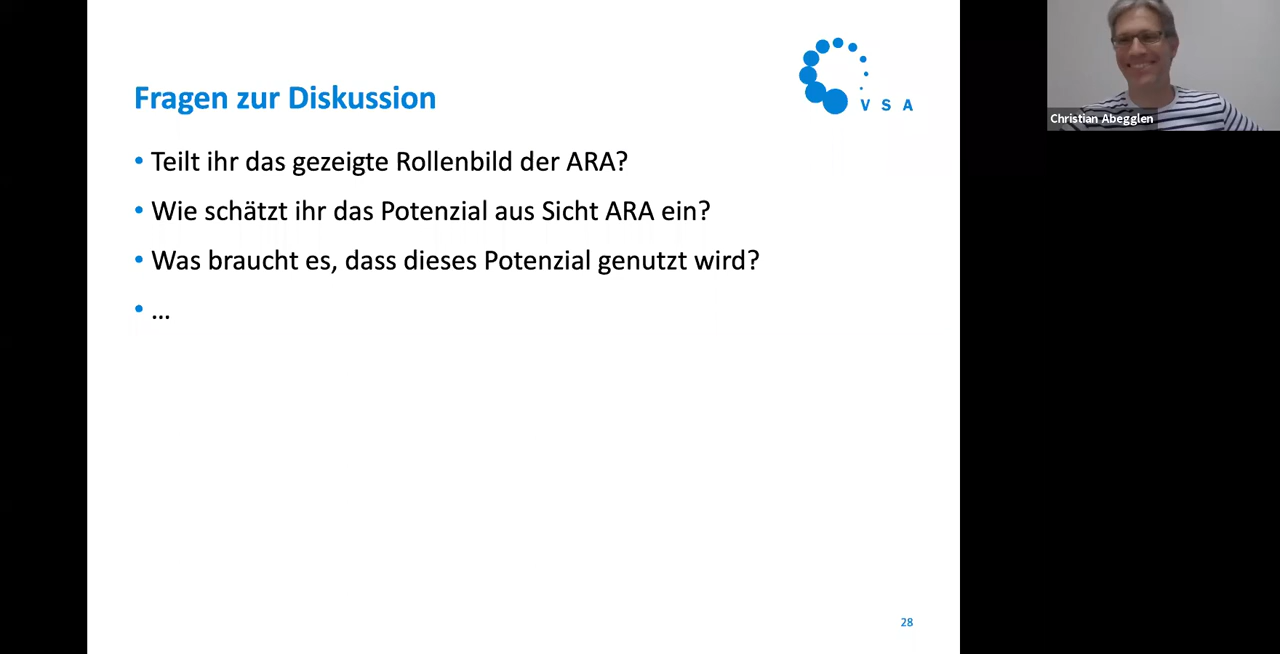 Fragen zur Diskussion
VSA
• Teilt ihr das gezeigte Rollenbild der ARA?
• Wie schätzt ihr das Potenzial aus Sicht ARA ein?
• Was braucht es, dass dieses Potenzial genutzt wird?
• ...
28
Christian Abegglen